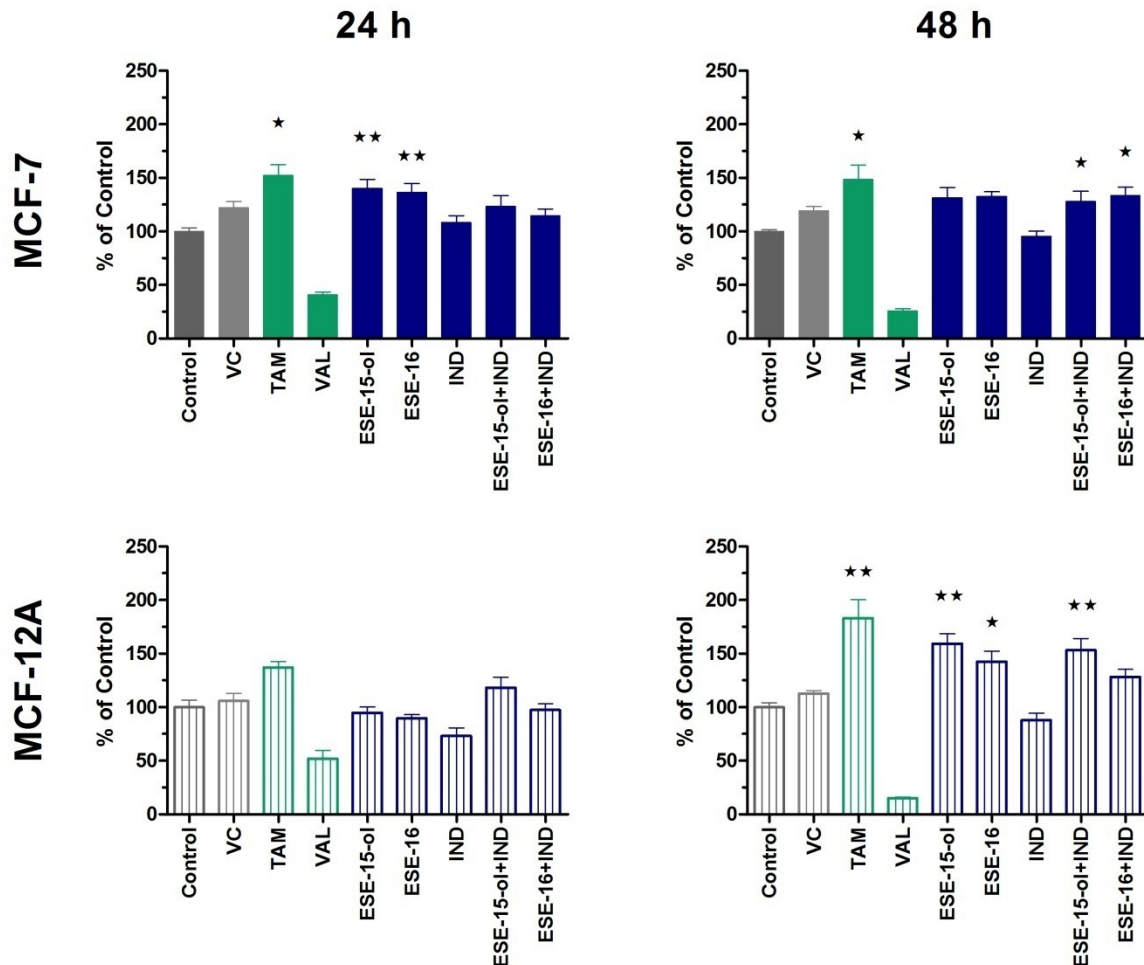 24 h
48 h
MCF-7
% of Control
250
200
150
100
50
0
★
★★
★★
Control
VC
TAM
VAL
ESE-15-ol
ESE-16
IND
ESE-15-ol+IND
ESE-16+IND
% of Control
250
200
150
100
50
0
★
★
★
Control
VC
TAM
VAL
ESE-15-ol
ESE-16
IND
ESE-15-ol+IND
ESE-16+IND
MCF-12A
% of Control
250
200
150
100
50
0
Control
VC
TAM
VAL
ESE-15-ol
ESE-16
IND
ESE-15-ol+IND
ESE-16+IND
% of Control
250
200
150
100
50
0
★★
★★
★
★★
Control
VC
TAM
VAL
ESE-15-ol
ESE-16
IND
ESE-15-ol+IND
ESE-16+IND